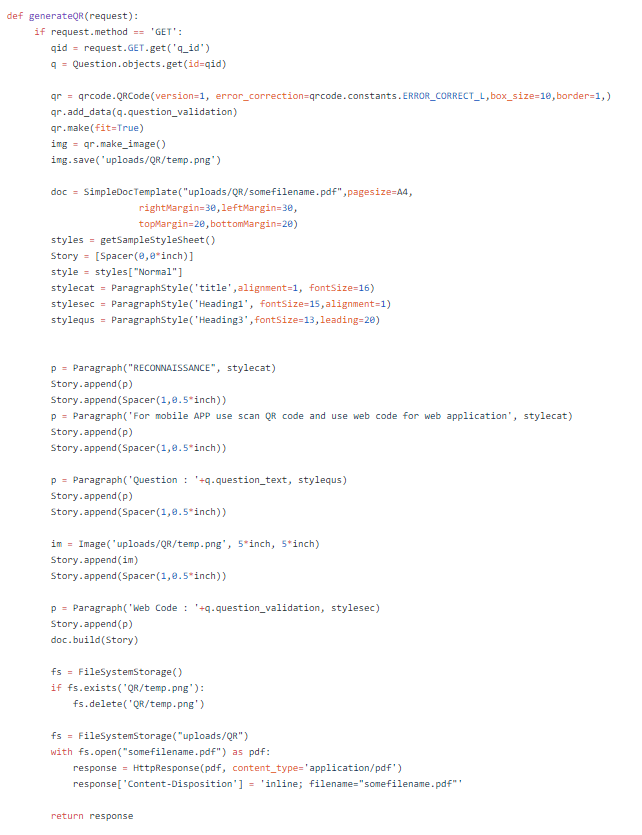 def generateQR(request):
if request.method == 'GET':
qid = request.GET.get('q_id')
q = Question.objects.get(id=qid)
qr = qrcode.QRCode(version=1, error_correction=qrcode.constants.ERROR_CORRECT_L,box_size=10,border=1,)
qr.add_data(q.question_validation)
qr.make(fit=True)
img = qr.make_image()
img.save('uploads/QR/temp.png')
doc = SimpleDocTemplate("uploads/QR/somefilename.pdf",pagesize=A4,
rightMargin=30,leftMargin=30,
topMargin=20,bottomMargin=20)
styles = getSampleStyleSheet()
Story = [Spacer(0,0*inch)]
style = styles["Normal"]
stylecat = ParagraphStyle('title',alignment=1, fontSize=16)
stylesec = ParagraphStyle('Heading1', fontSize=15,alignment=1)
stylequs = ParagraphStyle('Heading3',fontSize=13,leading=20)
p = Paragraph("RECONNAISSANCE", stylecat)
Story.append(p)
Story.append(Spacer(1,0.5*inch))
p = Paragraph('For mobile APP use scan QR code and use web code for web application', stylecat)
Story.append(p)
Story.append(Spacer(1,0.5*inch))
p = Paragraph('Question : '+q.question_text, stylequs)
Story.append(p)
Story.append(Spacer(1,0.5*inch))
im = Image('uploads/QR/temp.png', 5*inch, 5*inch)
Story.append(im)
Story.append(Spacer(1,0.5*inch))
p = Paragraph('Web Code : '+q.question_validation, stylesec)
Story.append(p)
doc.build(Story)
fs = FileSystemStorage()
if fs.exists('QR/temp.png'):
fs.delete('QR/temp.png')
fs = FileSystemStorage("uploads/QR")
with fs.open("somefilename.pdf") as pdf:
response = HttpResponse(pdf, content_type='application/pdf')
response['Content-Disposition'] = 'inline; filename="somefilename.pdf"'
return response